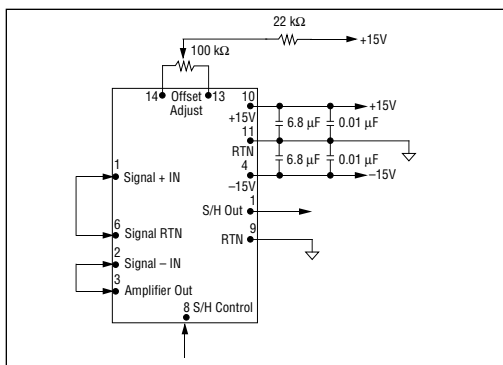 22 kΩ
+15V
100 kΩ
14 Offset Adjust 13
10
+15V
+15V
6.8 µF 0.01 µF
11
RTN
6.8 µF 0.01 µF
4
–15V
–15V
1
Signal + IN
1
S/H Out
6
Signal RTN
9
RTN
2
Signal – IN
3
Amplifier Out
8 S/H Control